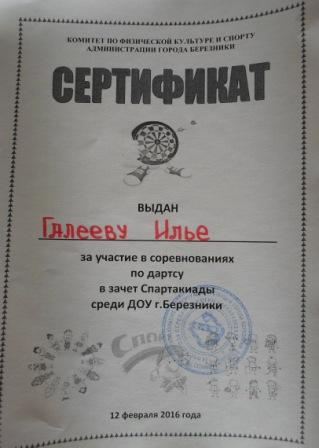 КОМИТЕТ ПО ФИЗИЧЕСКОЙ КУЛЬТУРЕ И СПОРТУ
АДМИНИСТРАЦИИ ГОРОДА БЕРЕЗНИКИ
СЕРТИФИКАТ
ВЫДАН
Галееву Илье
за участие в соревнованиях
по дартсу
в зачет Спартакиады
среди ДОУ г.Березники
12 февраля 2016 года